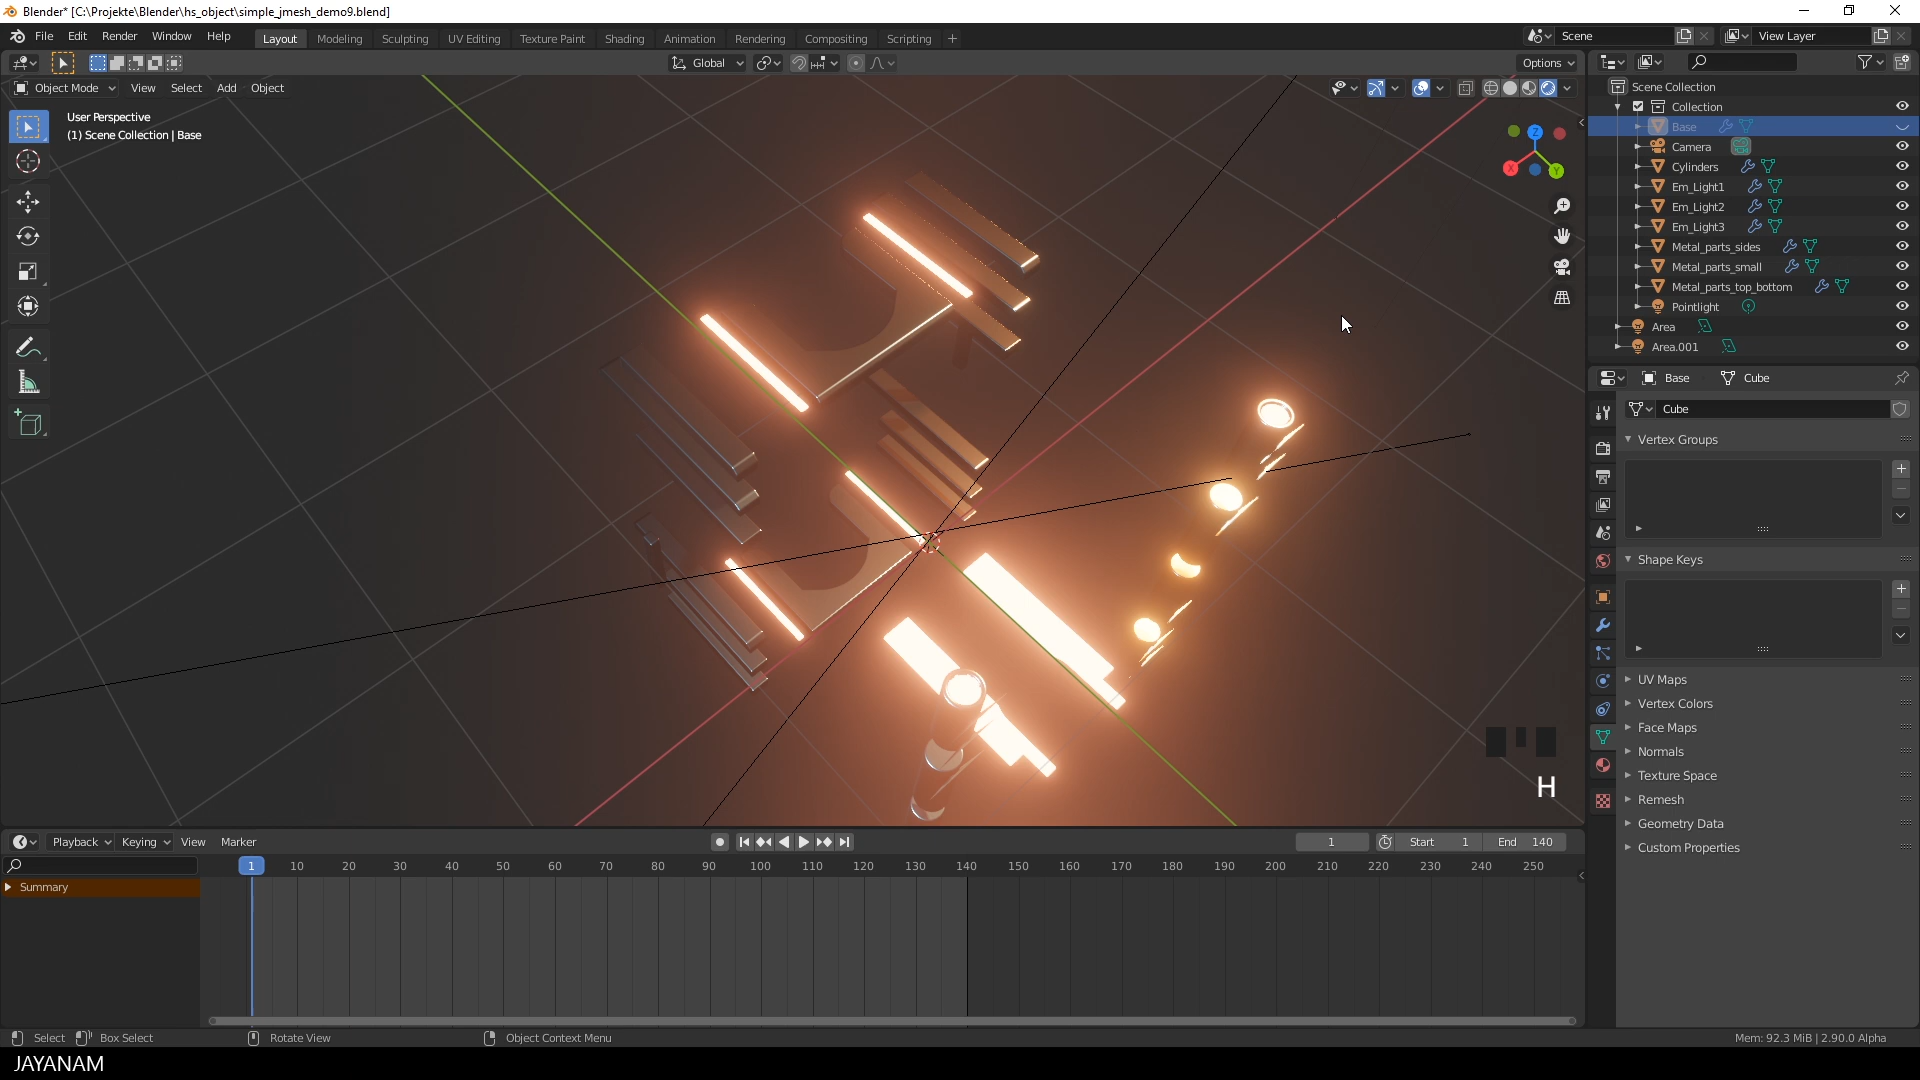 Blender* [C:\Projekte\Blender\hs_object\simple_jmesh_demo9.blend]
File Edit Render Window Help Layout Modeling Sculpting UV Editing Texture Paint Shading Animation Rendering Compositing Scripting + Scene View Layer
Global Options
Object Mode View Select Add Object
User Perspective
(1) Scene Collection | Base
Z
X
Y
H
Scene Collection
Collection
Base
Camera
Cylinders
Em_Light1
Em_Light2
Em_Light3
Metal_parts_sides
Metal_parts_small
Metal_parts_top_bottom
Pointlight
Area
Area.001
Base Cube
Cube
Vertex Groups
Shape Keys
UV Maps
Vertex Colors
Face Maps
Normals
Texture Space
Remesh
Geometry Data
Custom Properties
Playback Keying View Marker 1 Start 1 End 140
1 10 20 30 40 50 60 70 80 90 100 110 120 130 140 150 160 170 180 190 200 210 220 230 240 250
Summary
Select Box Select Rotate View Object Context Menu Mem: 92.3 MiB | 2.90.0 Alpha
JAYANAM